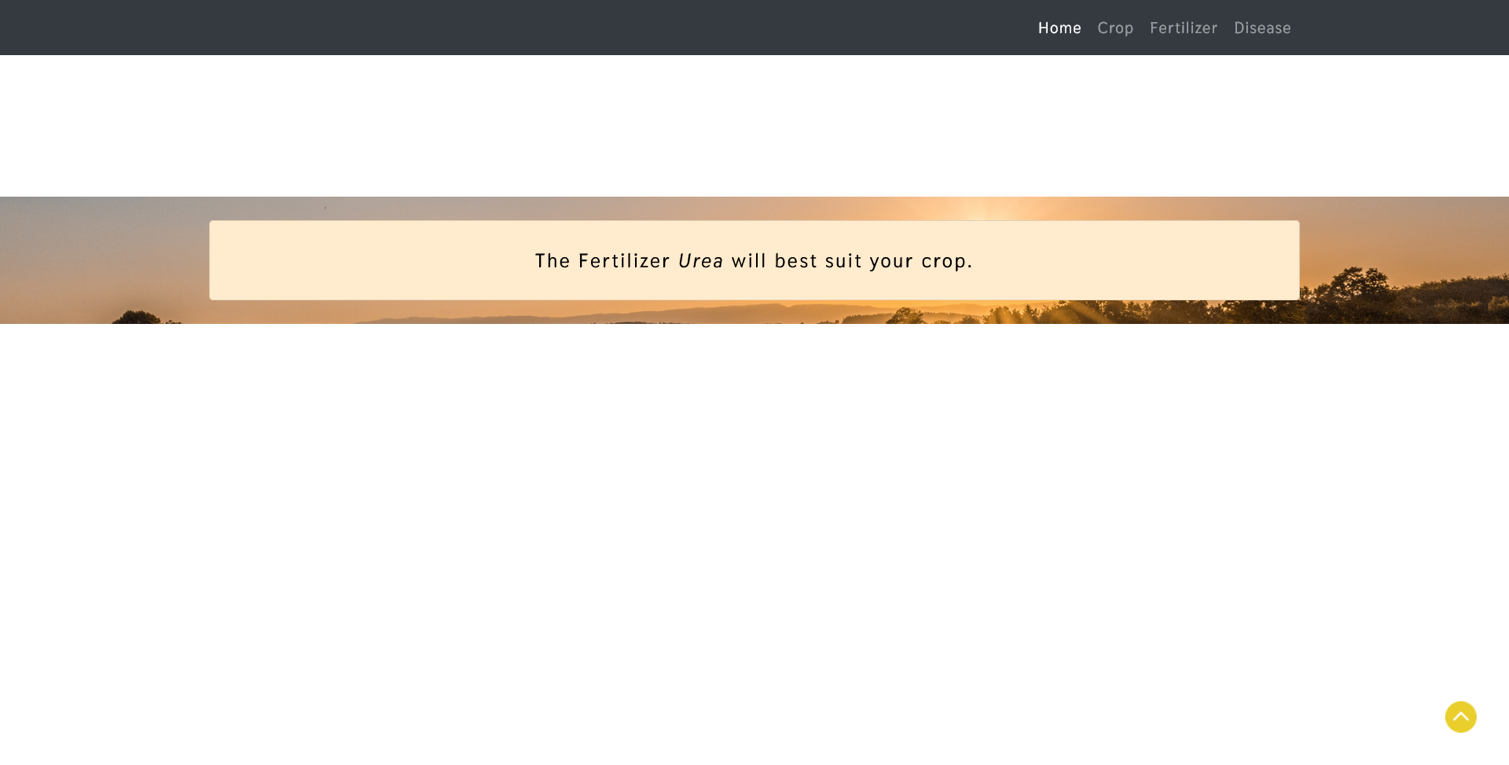 Home Crop Fertilizer Disease
The Fertilizer Urea will best suit your crop.